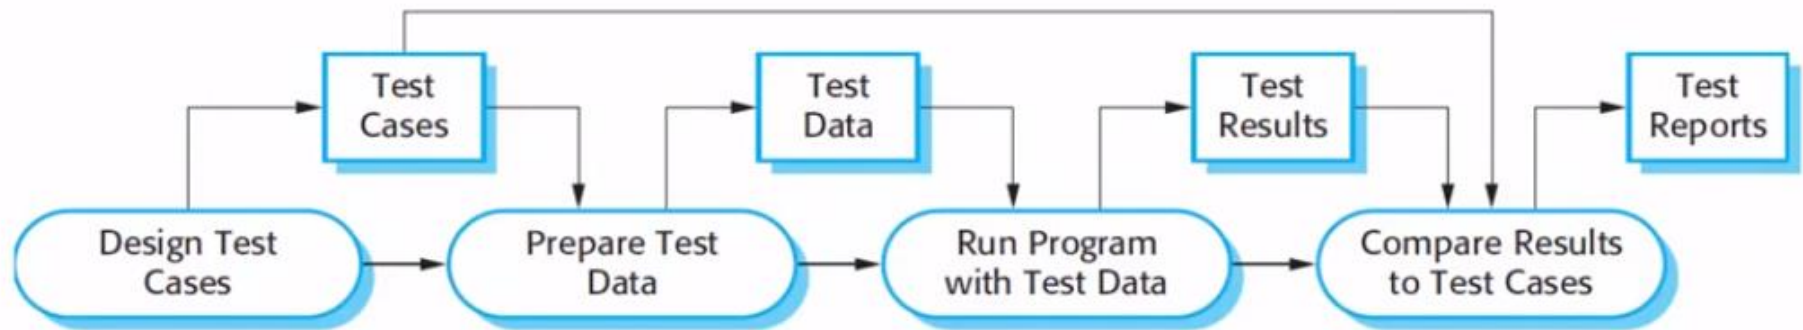 Test
Cases
Test
Data
Test
Results
Test
Reports
Design Test
Cases
Prepare Test
Data
Run Program
with Test Data
Compare Results
to Test Cases